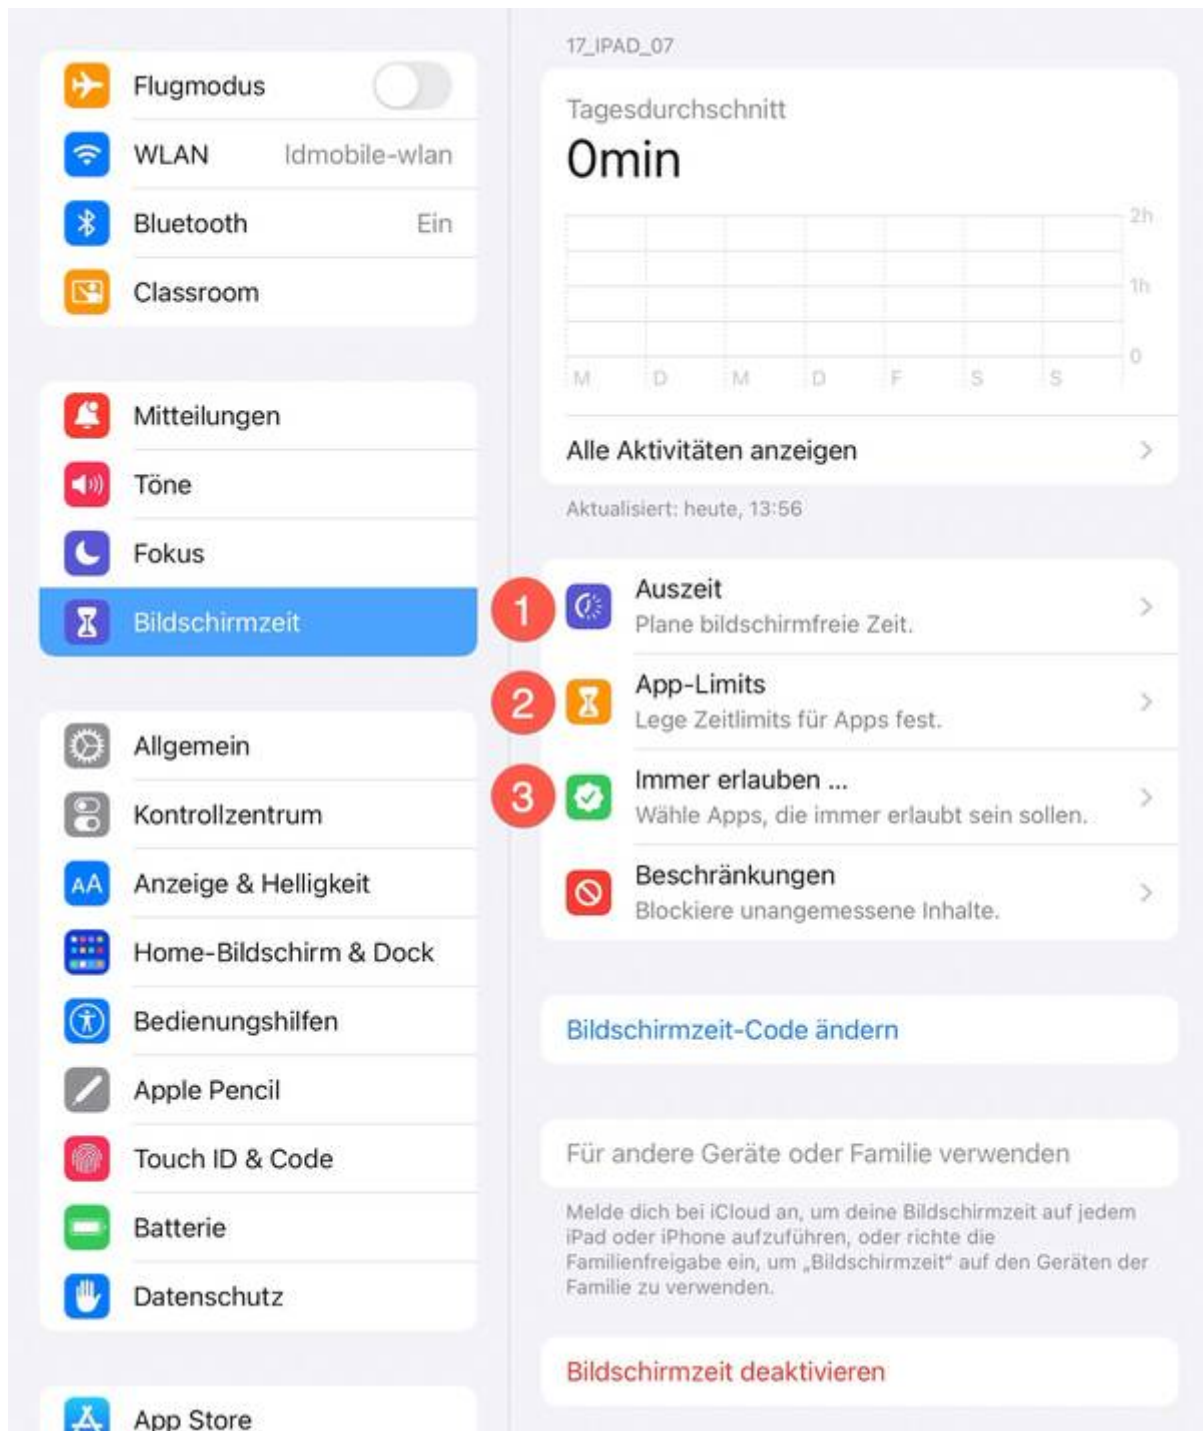 Flugmodus
WLAN ldmobile-wlan
Bluetooth Ein
Classroom
Mitteilungen
Töne
Fokus
Bildschirmzeit
Allgemein
Kontrollzentrum
AA Anzeige & Helligkeit
Home-Bildschirm & Dock
Bedienungshilfen
Apple Pencil
Touch ID & Code
Batterie
Datenschutz
App Store
17_IPAD_07
Tagesdurchschnitt
0min
2h
1h
0
M D M D F S S
Alle Aktivitäten anzeigen
Aktualisiert: heute, 13:56
1 Auszeit
Plane bildschirmfreie Zeit.
2 App-Limits
Lege Zeitlimits für Apps fest.
3 Immer erlauben ...
Wähle Apps, die immer erlaubt sein sollen.
Beschränkungen
Blockiere unangemessene Inhalte.
Bildschirmzeit-Code ändern
Für andere Geräte oder Familie verwenden
Melde dich bei iCloud an, um deine Bildschirmzeit auf jedem
iPad oder iPhone aufzuführen, oder richte die
Familienfreigabe ein, um „Bildschirmzeit“ auf den Geräten der
Familie zu verwenden.
Bildschirmzeit deaktivieren